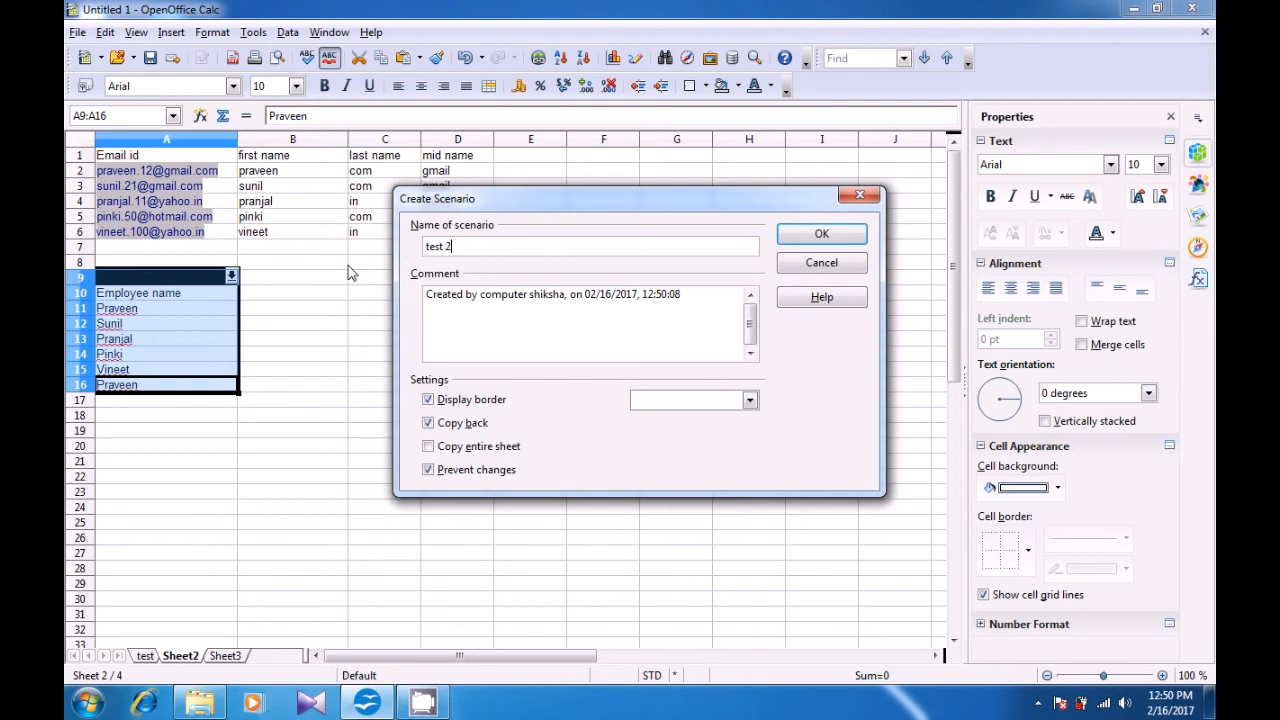 Untitled 1 - OpenOffice Calc
File Edit View Insert Format Tools Data Window Help
Find
Arial 10
A9:A16 Praveen
A B C D E F G H I J
1 Email id first name last name mid name
2 praveen.12@gmail.com praveen com gmail
3 sunil.21@gmail.com sunil com gmail
4 pranjal.11@yahoo.in pranjal in
5 pinki.50@hotmail.com pinki com
6 vineet.100@yahoo.in vineet in
7
8
9
10 Employee name
11 Praveen
12 Sunil
13 Pranjal
14 Pinki
15 Vineet
16 Praveen
17
18
19
20
21
22
23
24
25
26
27
28
29
30
31
32
33
Create Scenario
Name of scenario
test 2
OK
Cancel
Help
Comment
Created by computer shiksha, on 02/16/2017, 12:50:08
Settings
Display border
Copy back
Copy entire sheet
Prevent changes
Properties
Text
Arial 10
Alignment
Left indent:
0 pt
Wrap text
Merge cells
Text orientation:
0 degrees
Vertically stacked
Cell Appearance
Cell background:
Cell border:
Show cell grid lines
Number Format
test Sheet2 Sheet3
Sheet 2 / 4 Default STD * Sum=0 100 %
12:50 PM
2/16/2017